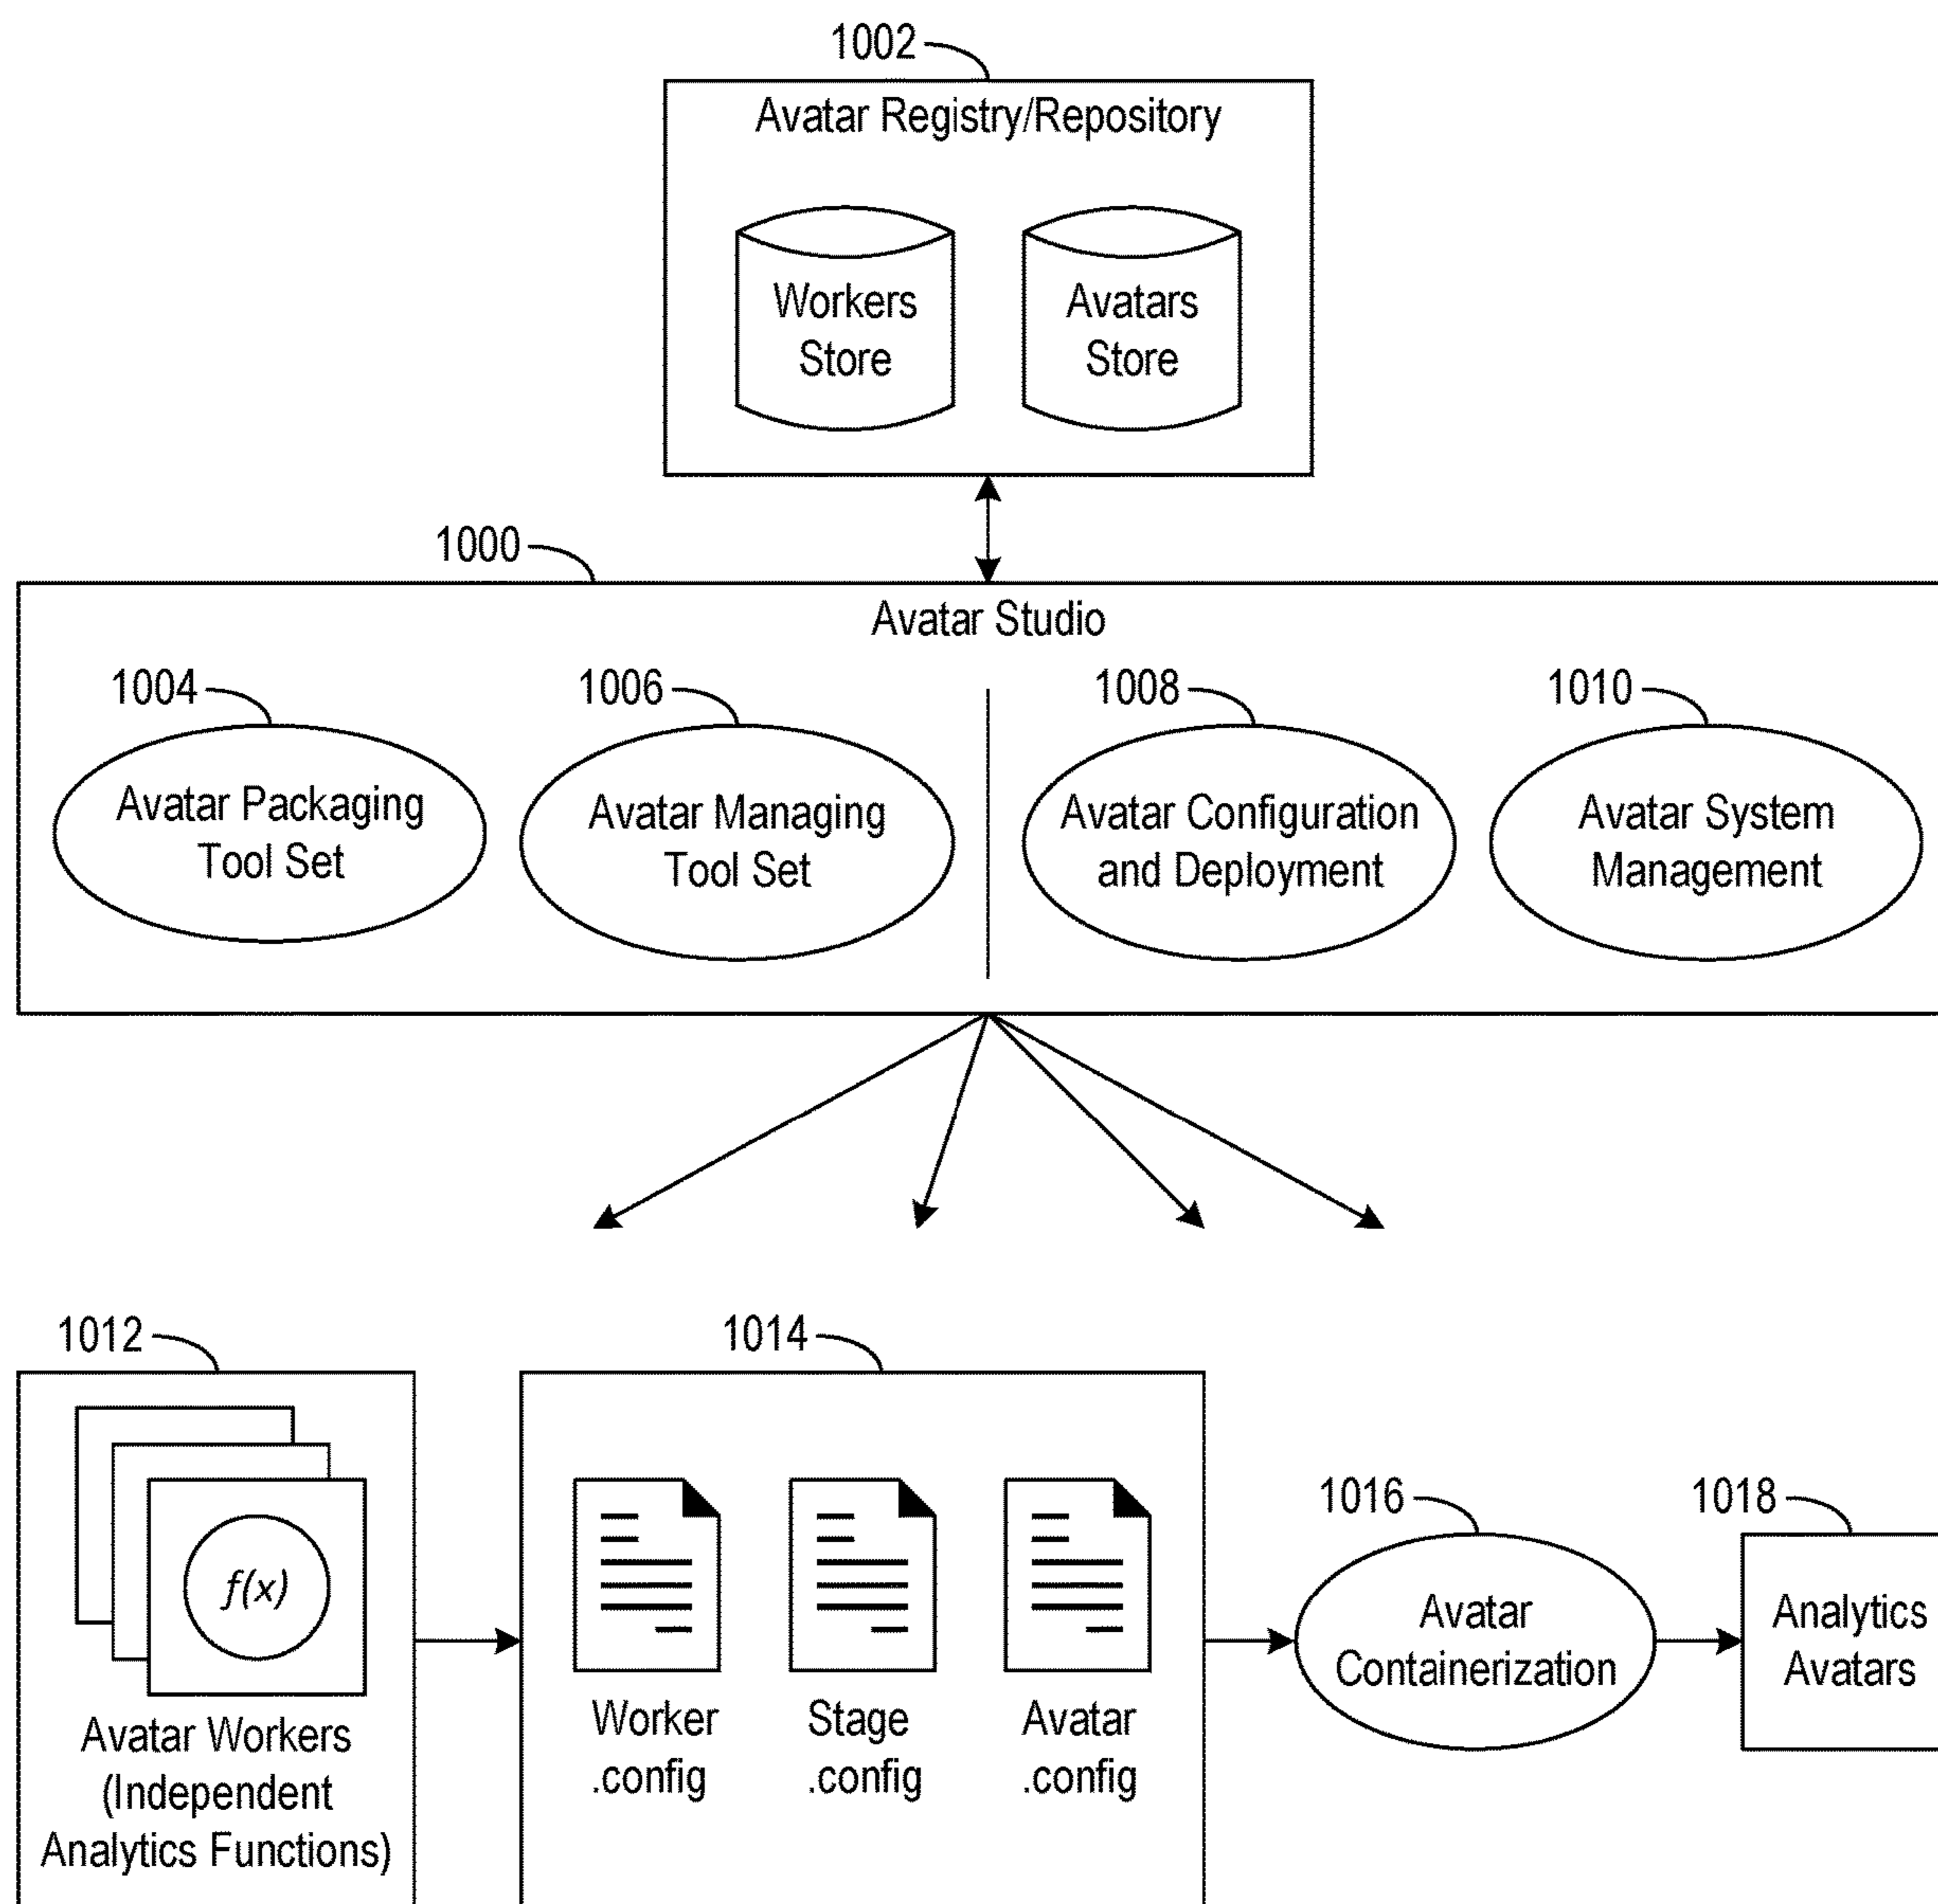 1002
Avatar Registry/Repository
Workers
Store
Avatars
Store
1000
Avatar Studio
1004
1006
1008
1010
Avatar Packaging
Tool Set
Avatar Managing
Tool Set
Avatar Configuration
and Deployment
Avatar System
Management
1012
f(x)
Avatar Workers
(Independent
Analytics Functions)
1014
Worker
.config
Stage
.config
Avatar
.config
1016
Avatar
Containerization
1018
Analytics
Avatars